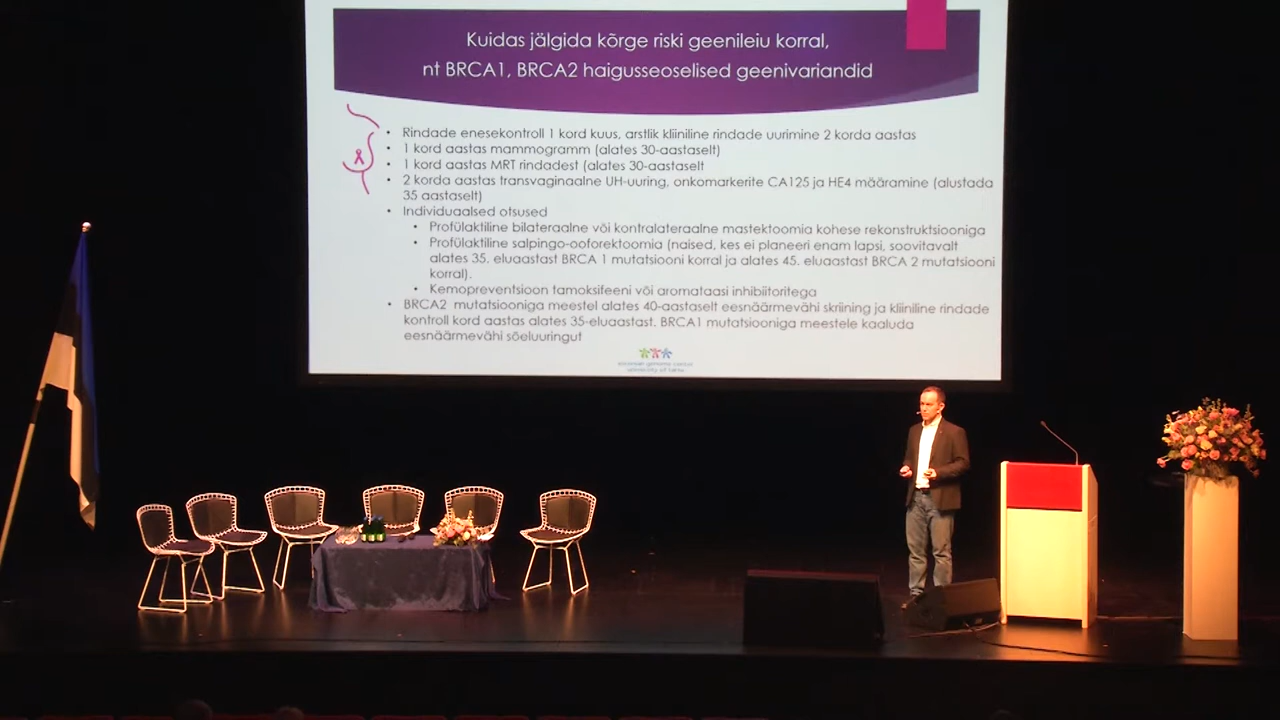 Kuidas jälgida kõrge riski geenileiu korral,
nt BRCA1, BRCA2 haigusseoselised geenivariandid
• Rindade enesekontroll 1 kord kuus, arstlik kliiniline rindade uurimine 2 korda aastas
• 1 kord aastas mammogramm (alates 30-aastaselt)
• 1 kord aastas MRT rindadest (alates 30-aastaselt
• 2 korda aastas transvaginaalne UH-uuring, onkomarkerite CA125 ja HE4 määramine (alustada
35 aastaselt)
• Individuaalsed otsused
• Profülaktiline bilateraalne või kontralateraalne mastektoomia kohese rekonstruktsiooniga
• Profülaktiline salpingo-ooforektoomia (naised, kes ei planeeri enam lapsi, soovitavalt
alates 35. eluaastast BRCA 1 mutatsiooni korral ja alates 45. eluaastast BRCA 2 mutatsiooni
korral).
• Kemopreventsioon tamoksifeeni või aromataasi inhibiitoritega
• BRCA2 mutatsiooniga meestel alates 40-aastaselt eesnäärmevähi skriining ja kliiniline rindade
kontroll kord aastas alates 35-eluaastast. BRCA1 mutatsiooniga meestele kaaluda
eesnäärmevähi sõeluuringut